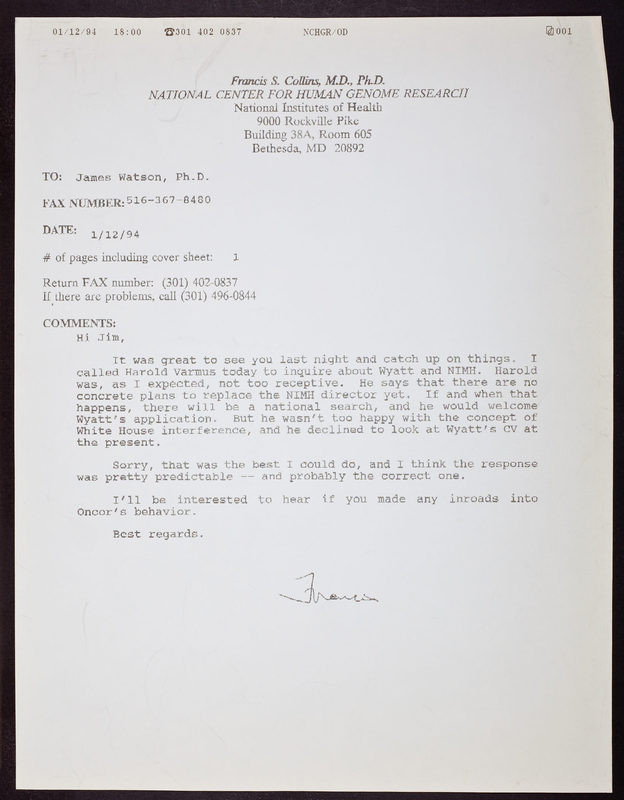 01/12/94 18:00 ☎301 402 0837 NCHGR/OD 001
Francis S. Collins, M.D., Ph.D.
NATIONAL CENTER FOR HUMAN GENOME RESEARCH
National Institutes of Health
9000 Rockville Pike
Building 38A, Room 605
Bethesda, MD 20892
TO: James Watson, Ph.D.
FAX NUMBER: 516-367-8480
DATE: 1/12/94
# of pages including cover sheet: 1
Return FAX number: (301) 402-0837
If there are problems, call (301) 496-0844
COMMENTS:
Hi Jim,
It was great to see you last night and catch up on things. I
called Harold Varmus today to inquire about Wyatt and NIMH. Harold
was, as I expected, not too receptive. He says that there are no
concrete plans to replace the NIMH director yet. If and when that
happens, there will be a national search, and he would welcome
Wyatt's application. But he wasn't too happy with the concept of
White House interference, and he declined to look at Wyatt's CV at
the present.
Sorry, that was the best I could do, and I think the response
was pretty predictable -- and probably the correct one.
I'll be interested to hear if you made any inroads into
Oncor's behavior.
Best regards.
Francis